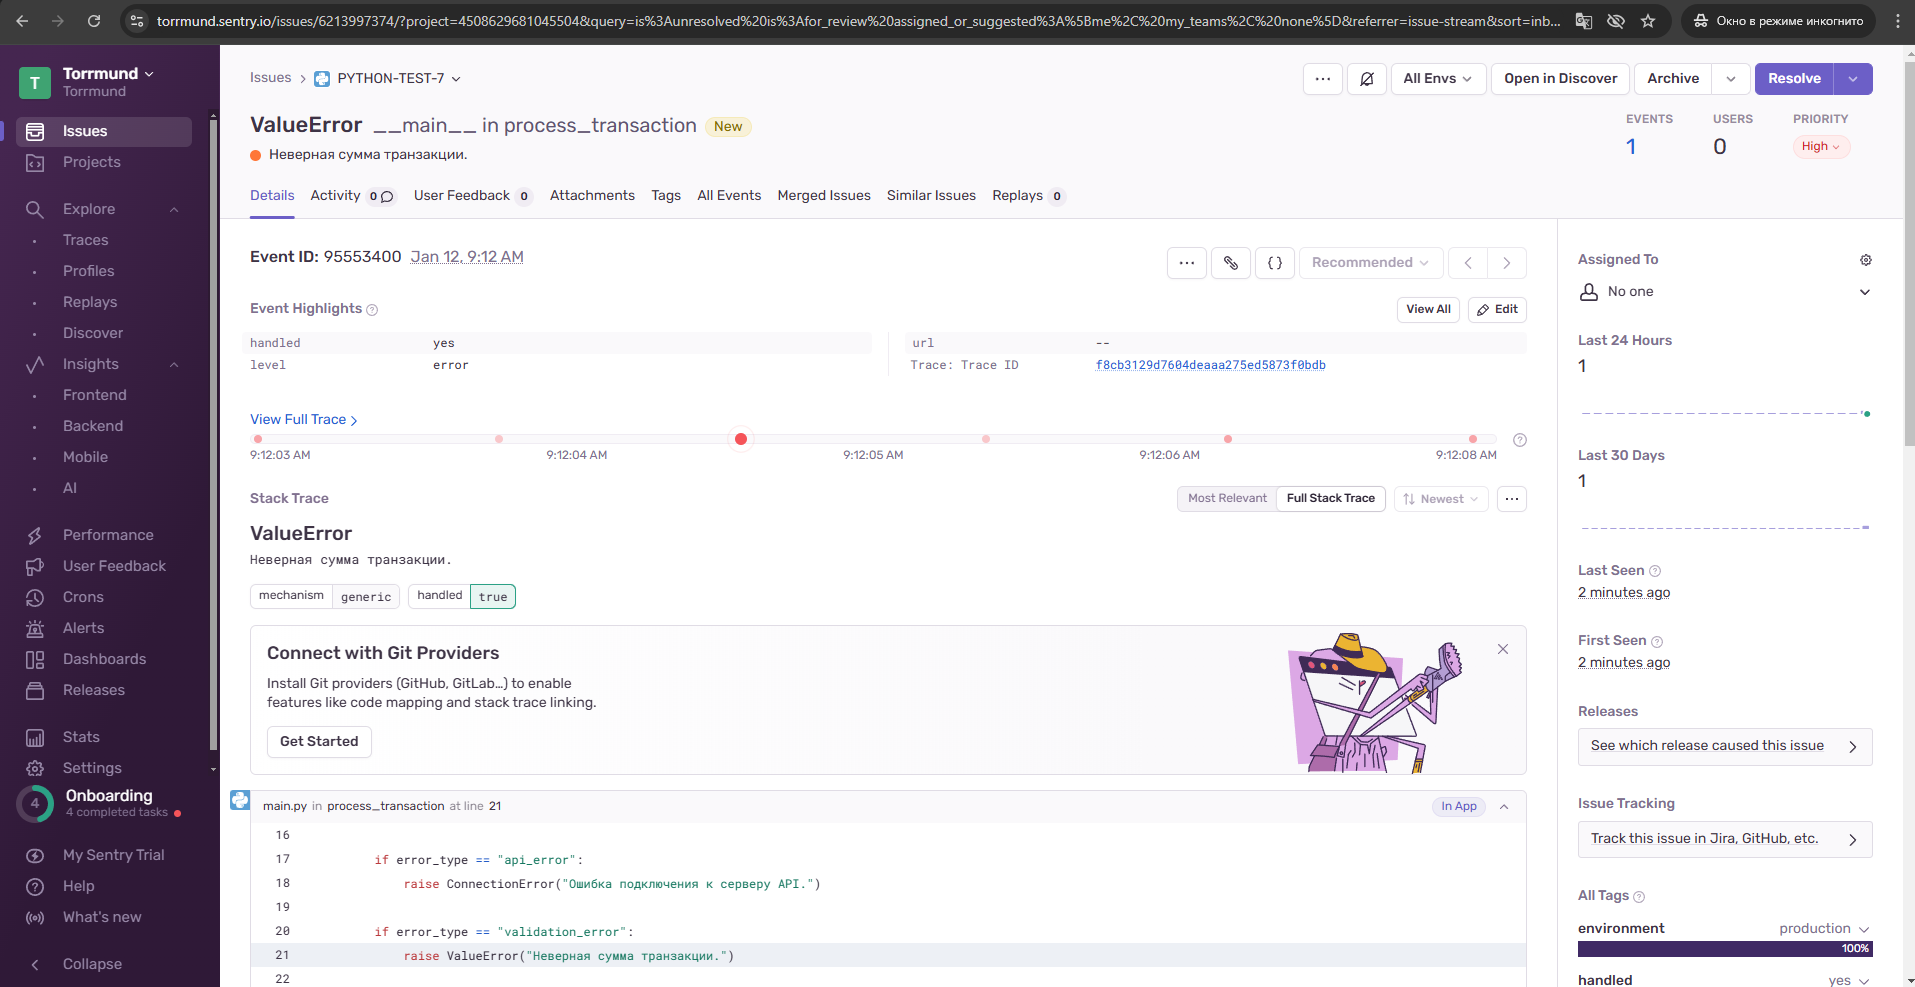 torrmund.sentry.io/issues/6213997374/?project=4508629681045504&query=is%3Aunresolved%20is%3Afor_review%20assigned_or_suggested%3A%5Bme%2C%20my_teams%2C%20none%5D&referrer=issue-stream&sort=inb...
Окно в режиме инкогнито
T
Torrmund
Torrmund
Issues
Projects
Explore
Traces
Profiles
Replays
Discover
Insights
Frontend
Backend
Mobile
AI
Performance
User Feedback
Crons
Alerts
Dashboards
Releases
Stats
Settings
4
Onboarding
4 completed tasks
My Sentry Trial
Help
What's new
Collapse
Issues > PYTHON-TEST-7
All Envs
Open in Discover
Archive
Resolve
ValueError __main__ in process_transaction New
Неверная сумма транзакции.
EVENTS USERS PRIORITY
1 0 High
Details Activity 0 User Feedback 0 Attachments Tags All Events Merged Issues Similar Issues Replays 0
Event ID: 95553400 Jan 12, 9:12 AM
{} Recommended
Event Highlights
View All Edit
handled yes
level error
url --
Trace: Trace ID f8cb3129d7604deaaa275ed5873f0bdb
View Full Trace >
9:12:03 AM 9:12:04 AM 9:12:05 AM 9:12:06 AM 9:12:08 AM
Stack Trace
Most Relevant Full Stack Trace Newest
ValueError
Неверная сумма транзакции.
mechanism generic handled true
Connect with Git Providers
Install Git providers (GitHub, GitLab…) to enable
features like code mapping and stack trace linking.
Get Started
main.py in process_transaction at line 21
In App
16
17 if error_type == "api_error":
18 raise ConnectionError("Ошибка подключения к серверу API.")
19
20 if error_type == "validation_error":
21 raise ValueError("Неверная сумма транзакции.")
22
Assigned To
No one
Last 24 Hours
1
Last 30 Days
1
Last Seen
2 minutes ago
First Seen
2 minutes ago
Releases
See which release caused this issue
Issue Tracking
Track this issue in Jira, GitHub, etc.
All Tags
environment production
100%
handled yes